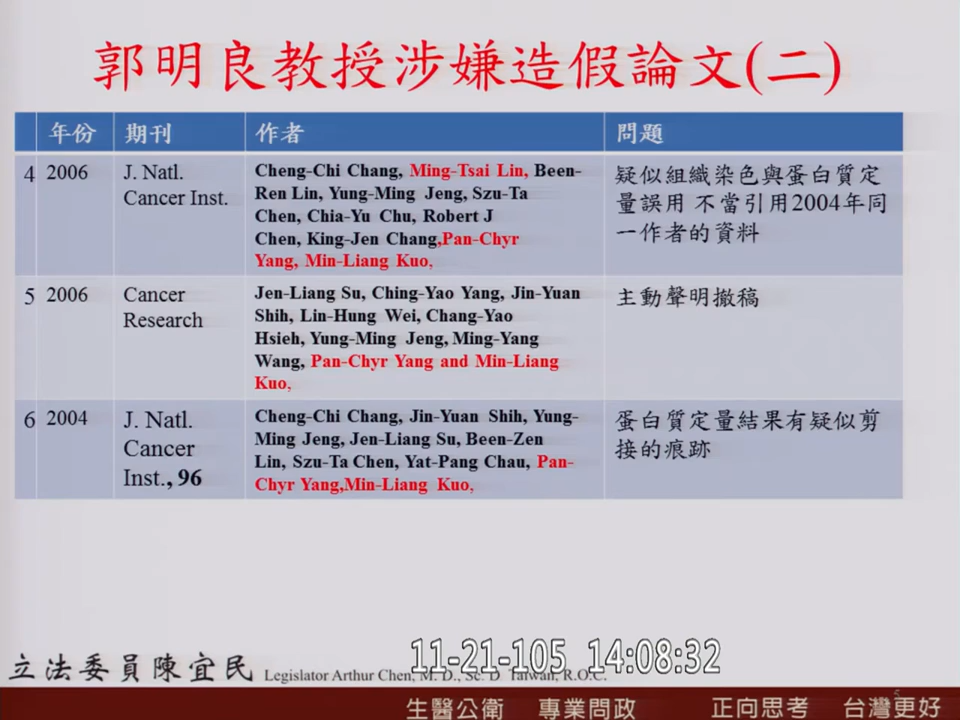 郭明良教授涉嫌造假論文(二)
年份 期刊 作者 問題
4 2006 J. Natl. Cancer Inst. Cheng-Chi Chang, Ming-Tsai Lin, Been-
Ren Lin, Yung-Ming Jeng, Szu-Ta
Chen, Chia-Yu Chu, Robert J
Chen, King-Jen Chang,Pan-Chyr
Yang, Min-Liang Kuo,
疑似組織染色與蛋白質定
量誤用 不當引用2004年同
一作者的資料
5 2006 Cancer Research
Jen-Liang Su, Ching-Yao Yang, Jin-Yuan
Shih, Lin-Hung Wei, Chang-Yao
Hsieh, Yung-Ming Jeng, Ming-Yang
Wang, Pan-Chyr Yang and Min-Liang
Kuo,
主動聲明撤稿
6 2004 J. Natl. Cancer Inst., 96
Cheng-Chi Chang, Jin-Yuan Shih, Yung-
Ming Jeng, Jen-Liang Su, Been-Zen
Lin, Szu-Ta Chen, Yat-Pang Chau, Pan-
Chyr Yang,Min-Liang Kuo,
蛋白質定量結果有疑似剪
接的痕跡
11-21-105 14:08:32
立法委員陳宜民 Legislator Arthur Chen, M. D., Sc. D Taiwan, R.O.C.
5
生醫公衛 專業問政 正向思考 台灣更好